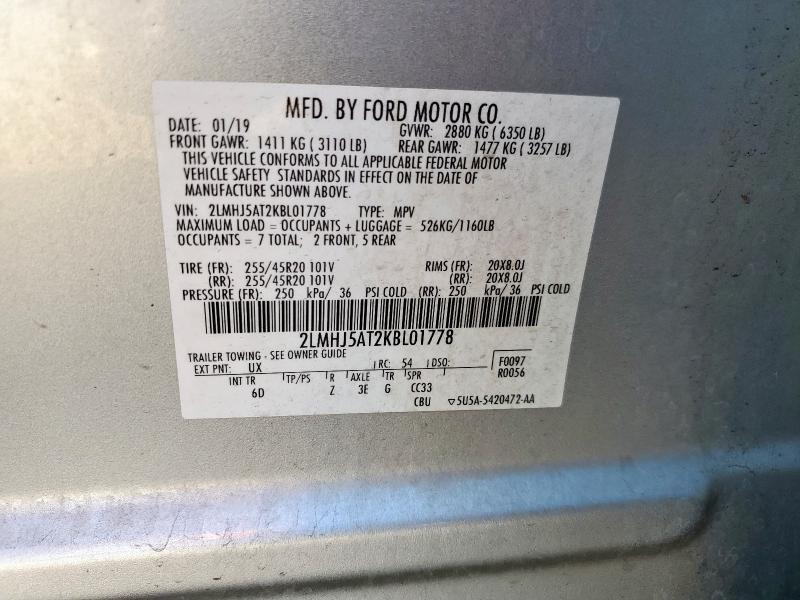 MFD. BY FORD MOTOR CO.
DATE: 01/19 GVWR: 2880 KG ( 6350 LB)
FRONT GAWR: 1411 KG ( 3110 LB) REAR GAWR: 1477 KG ( 3257 LB)
THIS VEHICLE CONFORMS TO ALL APPLICABLE FEDERAL MOTOR
VEHICLE SAFETY STANDARDS IN EFFECT ON THE DATE OF
MANUFACTURE SHOWN ABOVE.
VIN: 2LMHJ5AT2KBL01778 TYPE: MPV
MAXIMUM LOAD = OCCUPANTS + LUGGAGE = 526KG/1160LB
OCCUPANTS = 7 TOTAL; 2 FRONT, 5 REAR
TIRE (FR): 255/45R20 101V RIMS (FR): 20X8.0J
(RR): 255/45R20 101V (RR): 20X8.0J
PRESSURE (FR): 250 kPa/ 36 PSI COLD (RR): 250 kPa/ 36 PSI COLD
2LMHJ5AT2KBL01778
TRAILER TOWING - SEE OWNER GUIDE
EXT PNT: UX RC: 54 DSO: F0097
INT TR TP/PS R AXLE TR SPR R0056
6D Z 3E G CC33
CBU ▽5U5A-5420472-AA